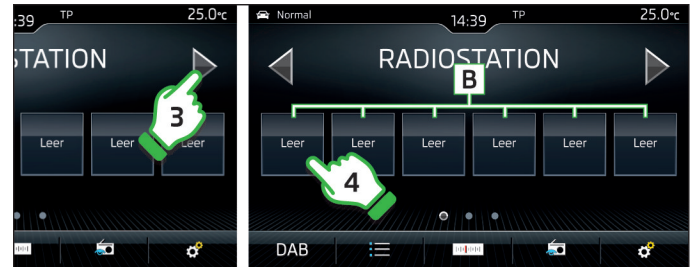 :39 TP 25.0°C
STATION
3
Leer Leer Leer
Normal 14:39 TP 25.0°C
RADIOSTATION
B
Leer Leer Leer Leer Leer Leer
4
DAB